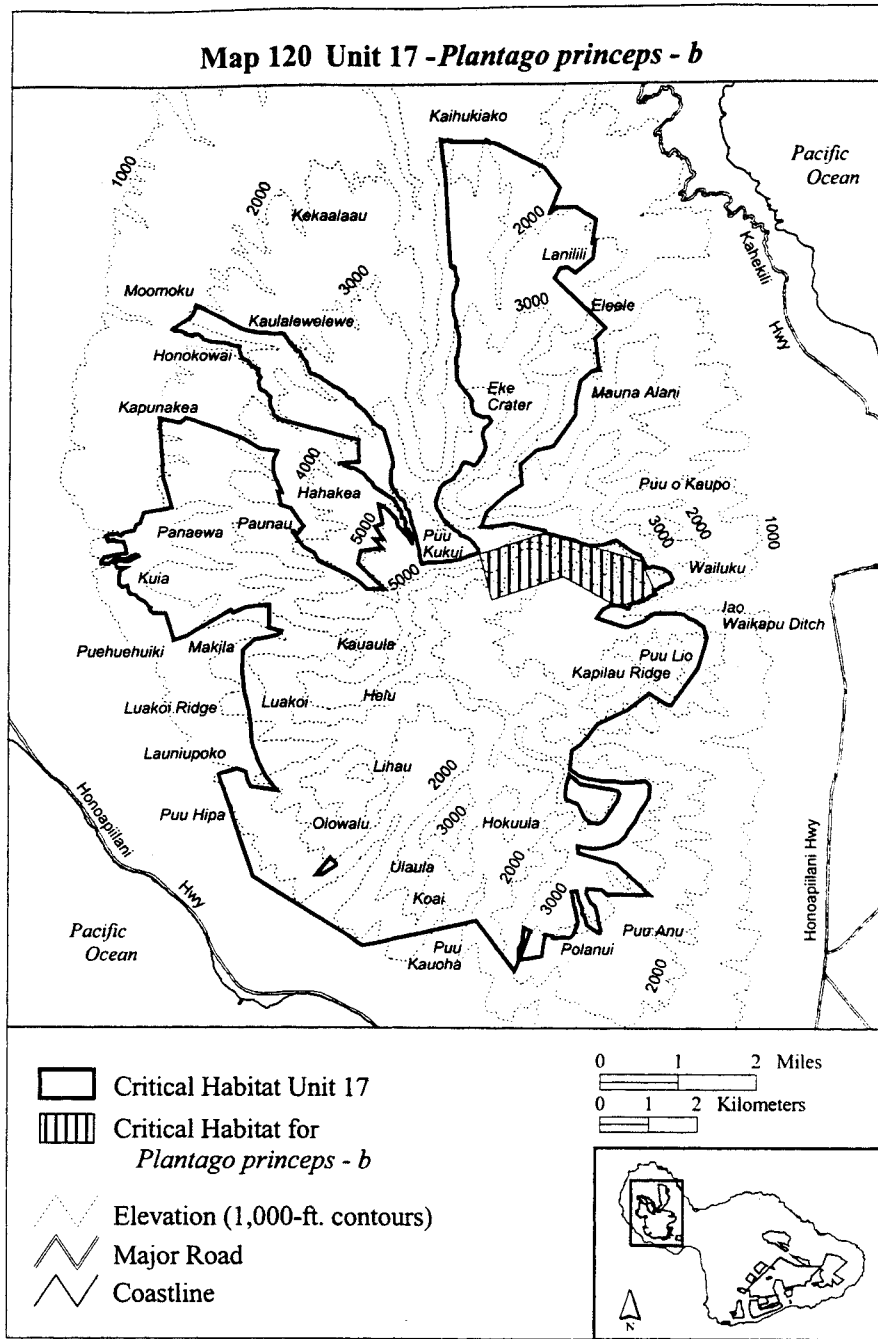 Map 120 Unit 17 - Plantago princeps - b
Kaihukiako
Pacific
Ocean
1000
2000
Kekaalaau
2000
Lanilili
Kahekili
Hwy
3000
Moomoku
Kaulalewelewe
3000
Eleele
Honokowai
Kapunakea
Eke
Crater
Mauna Alani
4000
Hahakea
Puu o Kaupo
Panaewa
Paunau
5000
Puu
Kukui
3000
2000
1000
Kuia
5000
Wailuku
Iao
Waikapu Ditch
Puehuehuiki
Makila
Kauaula
Puu Lio
Kapilau Ridge
Luakoi Ridge
Luakoi
Helu
Launiupoko
Lihau
2000
Puu Hipa
Olowalu
3000
Hokuula
Honoapiilani
Hwy
Ulaula
2000
Koai
3000
Honoapiilani Hwy
Pacific
Ocean
Puu
Kauoha
Polanui
Puu Anu
2000
Critical Habitat Unit 17
Critical Habitat for
Plantago princeps - b
Elevation (1,000-ft. contours)
Major Road
Coastline
0 1 2 Miles
0 1 2 Kilometers
N